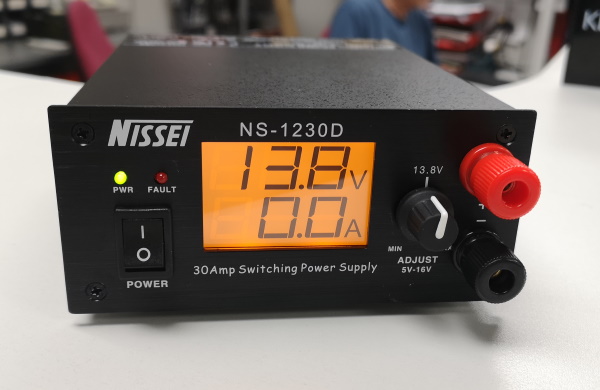 NISSEI
NS-1230D
13.8V
0.0A
PWR FAULT
I
O
POWER
13.8V
MIN
ADJUST
5V-16V
+
−
30Amp Switching Power Supply